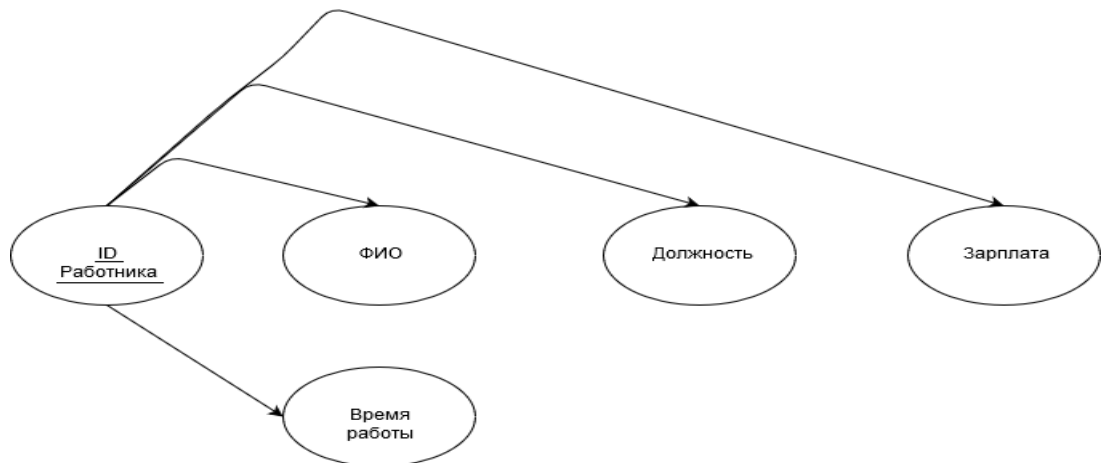 ID
Работника
ФИО
Должность
Зарплата
Время
работы